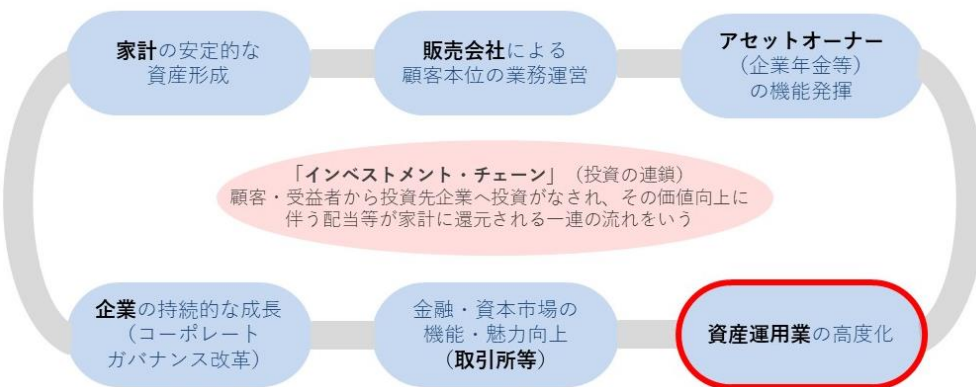 家計の安定的な
資産形成
販売会社による
顧客本位の業務運営
アセットオーナー
（企業年金等）
の機能発揮
「インベストメント・チェーン」（投資の連鎖）
顧客・受益者から投資先企業へ投資がなされ、その価値向上に
伴う配当等が家計に還元される一連の流れをいう
企業の持続的な成長
（コーポレート
ガバナンス改革）
金融・資本市場の
機能・魅力向上
（取引所等）
資産運用業の高度化